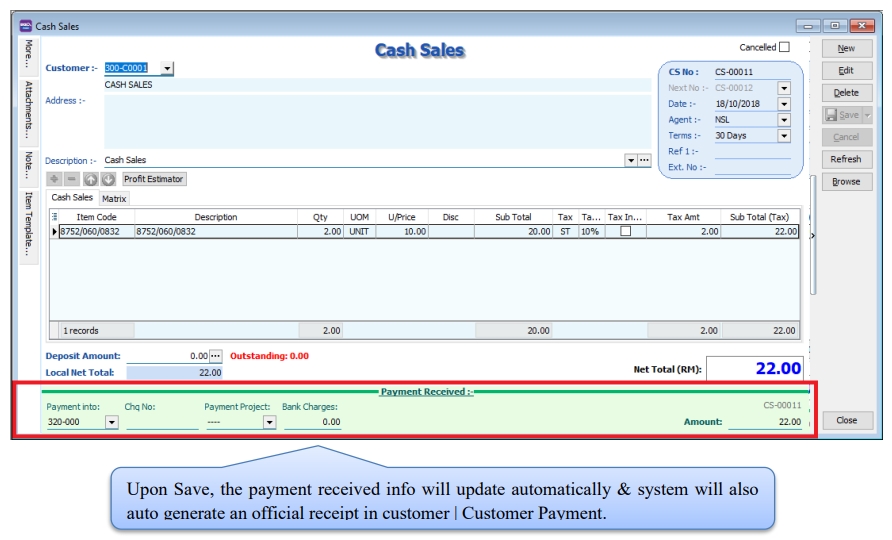 Cash Sales
More...
Attachments...
Note...
Item Template...
Cash Sales
Cancelled
Customer :- 300-C0001
CASH SALES
Address :-
Description :- Cash Sales
CS No : CS-00011
Next No :- CS-00012
Date :- 18/10/2018
Agent :- NSL
Terms :- 30 Days
Ref 1 :-
Ext. No :-
New
Edit
Delete
Save
Cancel
Refresh
Browse
Profit Estimator
Cash Sales Matrix
Item Code Description Qty UOM U/Price Disc Sub Total Tax Ta... Tax In... Tax Amt Sub Total (Tax)
8752/060/0832 8752/060/0832 2.00 UNIT 10.00 20.00 ST 10% 2.00 22.00
1 records 2.00 20.00 2.00 22.00
Deposit Amount: 0.00 ... Outstanding: 0.00
Local Net Total: 22.00
Net Total (RM): 22.00
Payment Received :-
Payment into: Chq No: Payment Project: Bank Charges: CS-00011
320-000 ---- 0.00 Amount: 22.00
Close
Upon Save, the payment received info will update automatically & system will also
auto generate an official receipt in customer | Customer Payment.